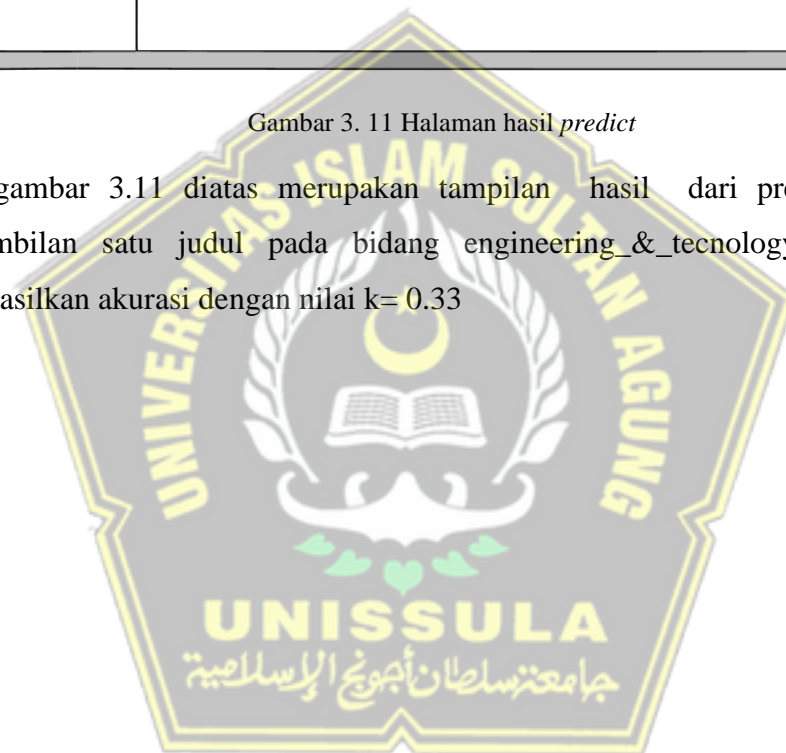 Gambar 3. 11 Halaman hasil predict
gambar 3.11 diatas merupakan tampilan hasil dari pre
mbilan satu judul pada bidang engineering_&_tecnology
asilkan akurasi dengan nilai k= 0.33
UNIVERSITAS ISLAM SULTAN AGUNG
UNISSULA
جامعة سلطان أجونج الإسلامية